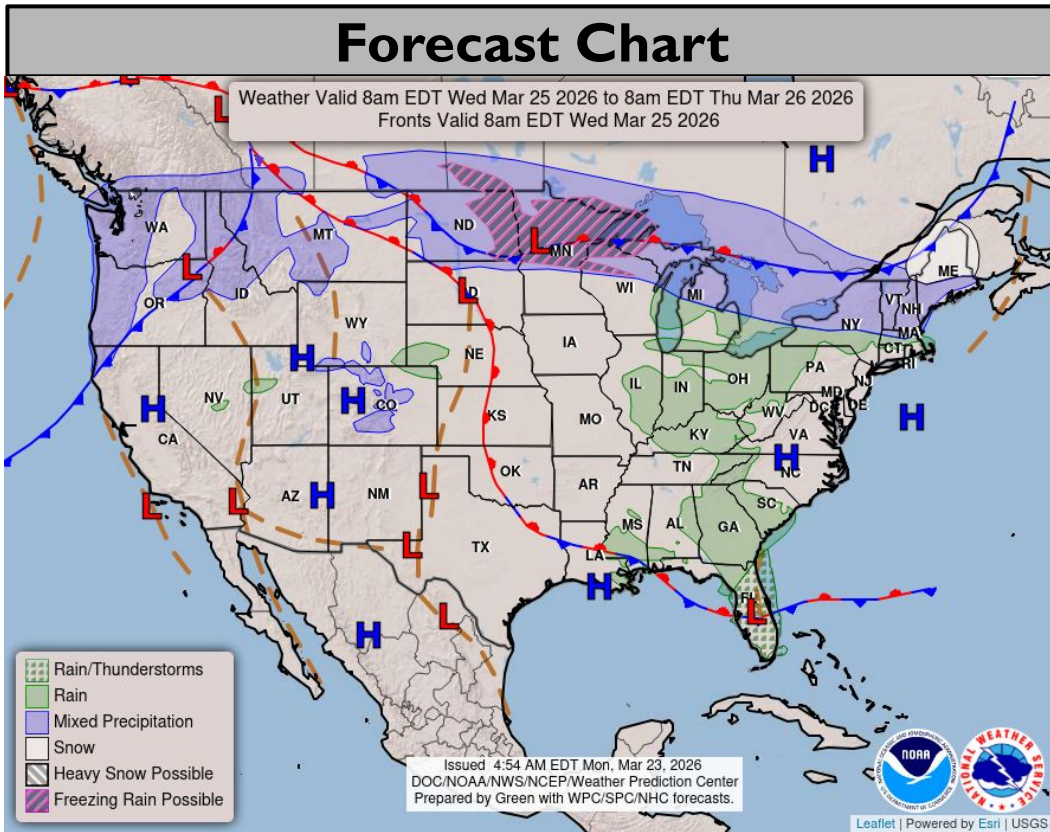 Forecast Chart
Weather Valid 8am EDT Wed Mar 25 2026 to 8am EDT Thu Mar 26 2026
Fronts Valid 8am EDT Wed Mar 25 2026
L
L
L
H
WA
MT
ND
L
MN
ME
L
OR
ID
D
L
WI
MI
VT
NH
WY
NY
MA
H
NE
IA
CT
RI
PA
NV
UT
H
CO
IL
IN
OH
NJ
H
MD
DE
DC
H
CA
KS
MO
WV
KY
VA
H
NC
OK
TN
AZ
H
NM
L
AR
SC
L
L
MS
AL
GA
L
TX
LA
H
FL
L
L
H
Rain/Thunderstorms
Rain
Mixed Precipitation
Snow
Heavy Snow Possible
Freezing Rain Possible
Issued 4:54 AM EDT Mon, Mar 23, 2026
DOC/NOAA/NWS/NCEP/Weather Prediction Center
Prepared by Green with WPC/SPC/NHC forecasts.
NOAA
NATIONAL WEATHER SERVICE
Leaflet | Powered by Esri | USGS